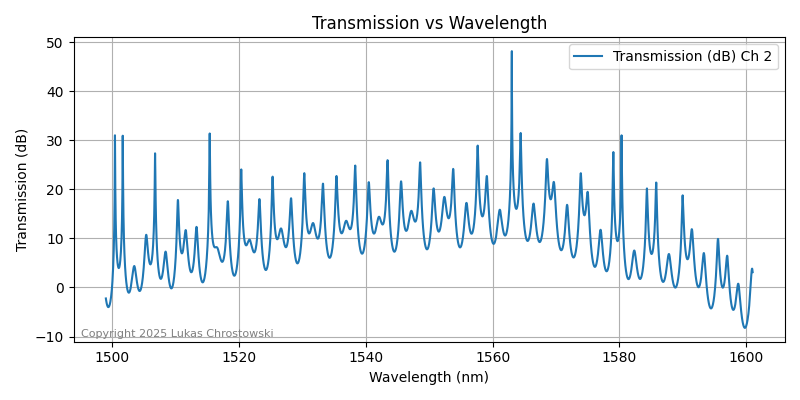 Transmission vs Wavelength
Transmission (dB) Ch 2
Transmission (dB)
50
40
30
20
10
0
−10
Copyright 2025 Lukas Chrostowski
1500
1520
1540
1560
1580
1600
Wavelength (nm)